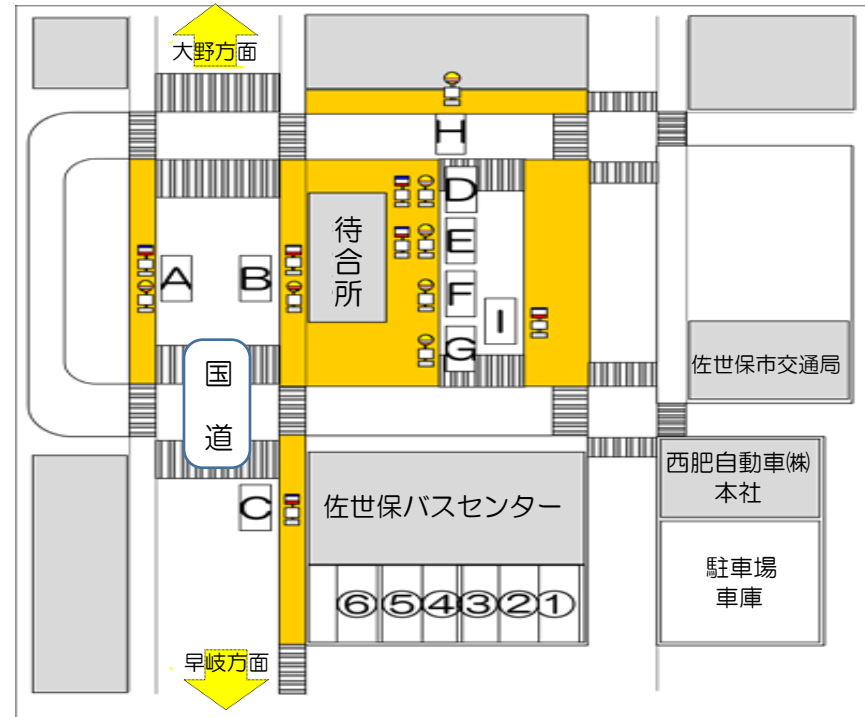 大野方面
H
待合所
D
E
F
G
I
A
B
国道
佐世保市交通局
C
佐世保バスセンター
西肥自動車㈱
本社
⑥⑤④③②①
駐車場
車庫
早岐方面